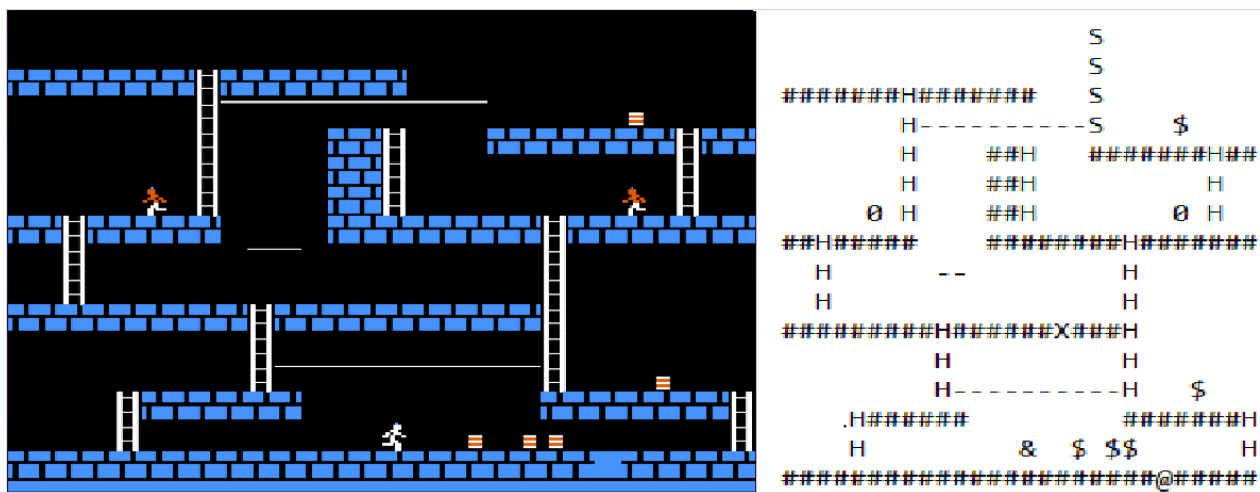 S
                  S
#######H#######   S
       H----------S    $
       H    ##H   #######H##
       H    ##H          H
     0 H    ##H        0 H
##H#####    ########H#######
  H      --         H
  H                 H
#########H######X###H
         H          H
         H----------H   $
   .H######         #######H
    H         &  $ $$      H
######################@#####